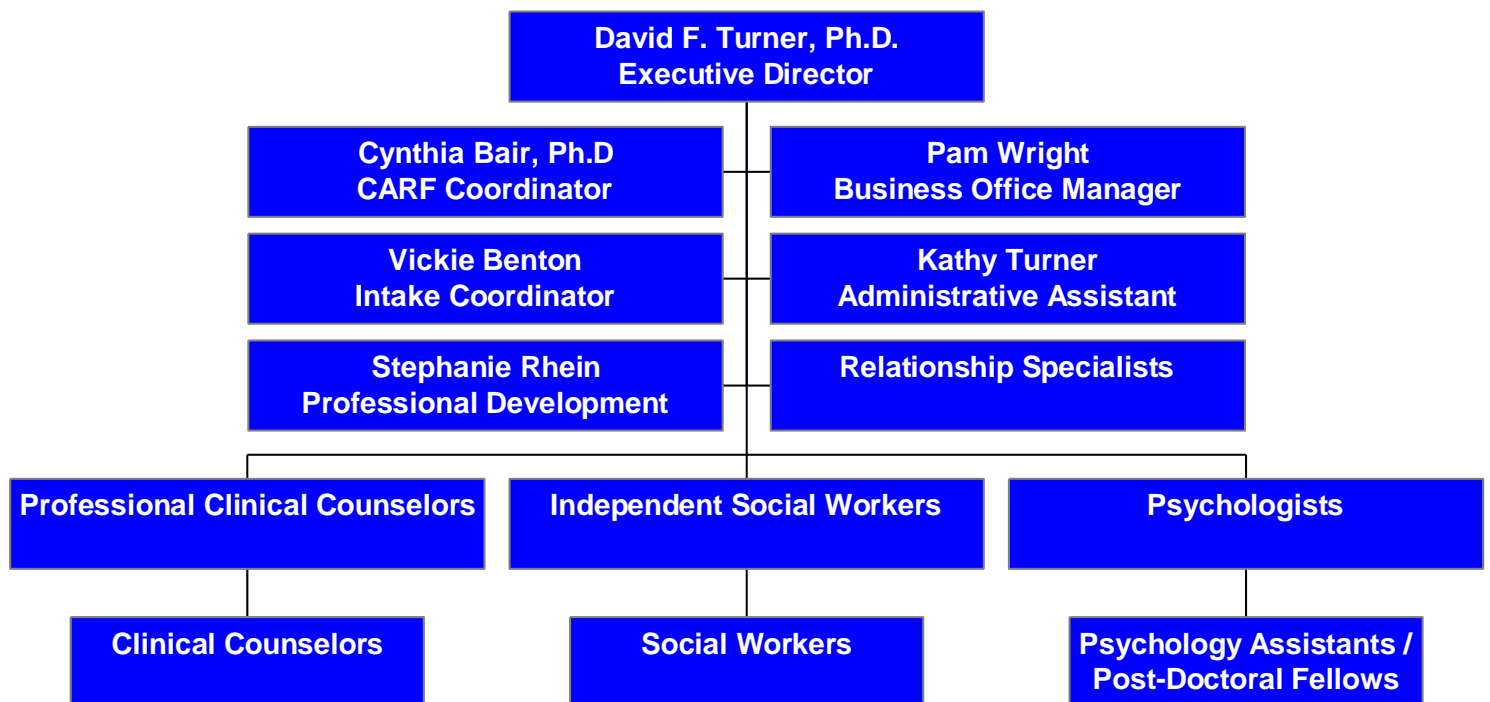 David F. Turner, Ph.D.
Executive Director
Cynthia Bair, Ph.D
CARF Coordinator
Pam Wright
Business Office Manager
Vickie Benton
Intake Coordinator
Kathy Turner
Administrative Assistant
Stephanie Rhein
Professional Development
Relationship Specialists
Professional Clinical Counselors
Independent Social Workers
Psychologists
Clinical Counselors
Social Workers
Psychology Assistants /
Post-Doctoral Fellows